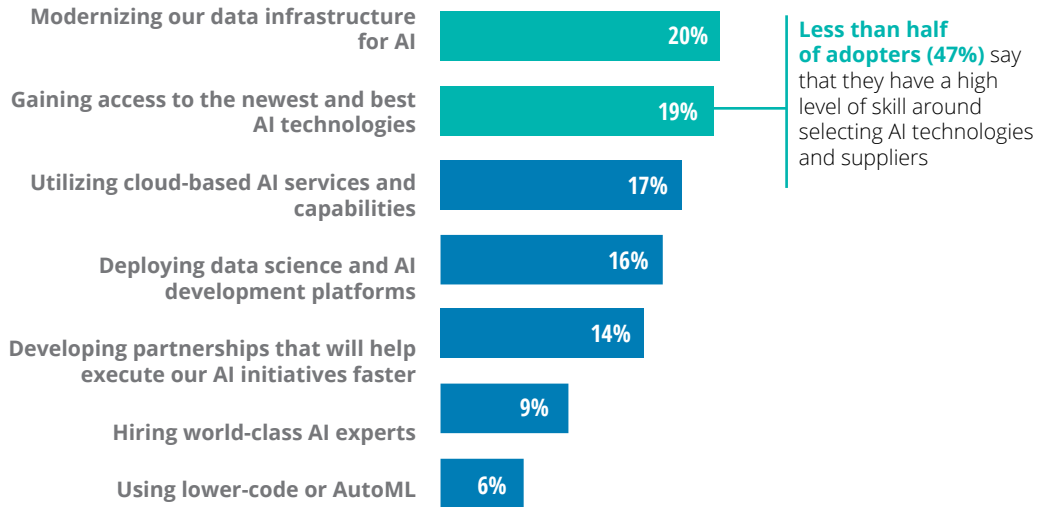 Modernizing our data infrastructure
for AI
20%
Gaining access to the newest and best
AI technologies
19%
Utilizing cloud-based AI services and
capabilities
17%
Deploying data science and AI
development platforms
16%
Developing partnerships that will help
execute our AI initiatives faster
14%
Hiring world-class AI experts
9%
Using lower-code or AutoML
6%
Less than half
of adopters (47%) say
that they have a high
level of skill around
selecting AI technologies
and suppliers